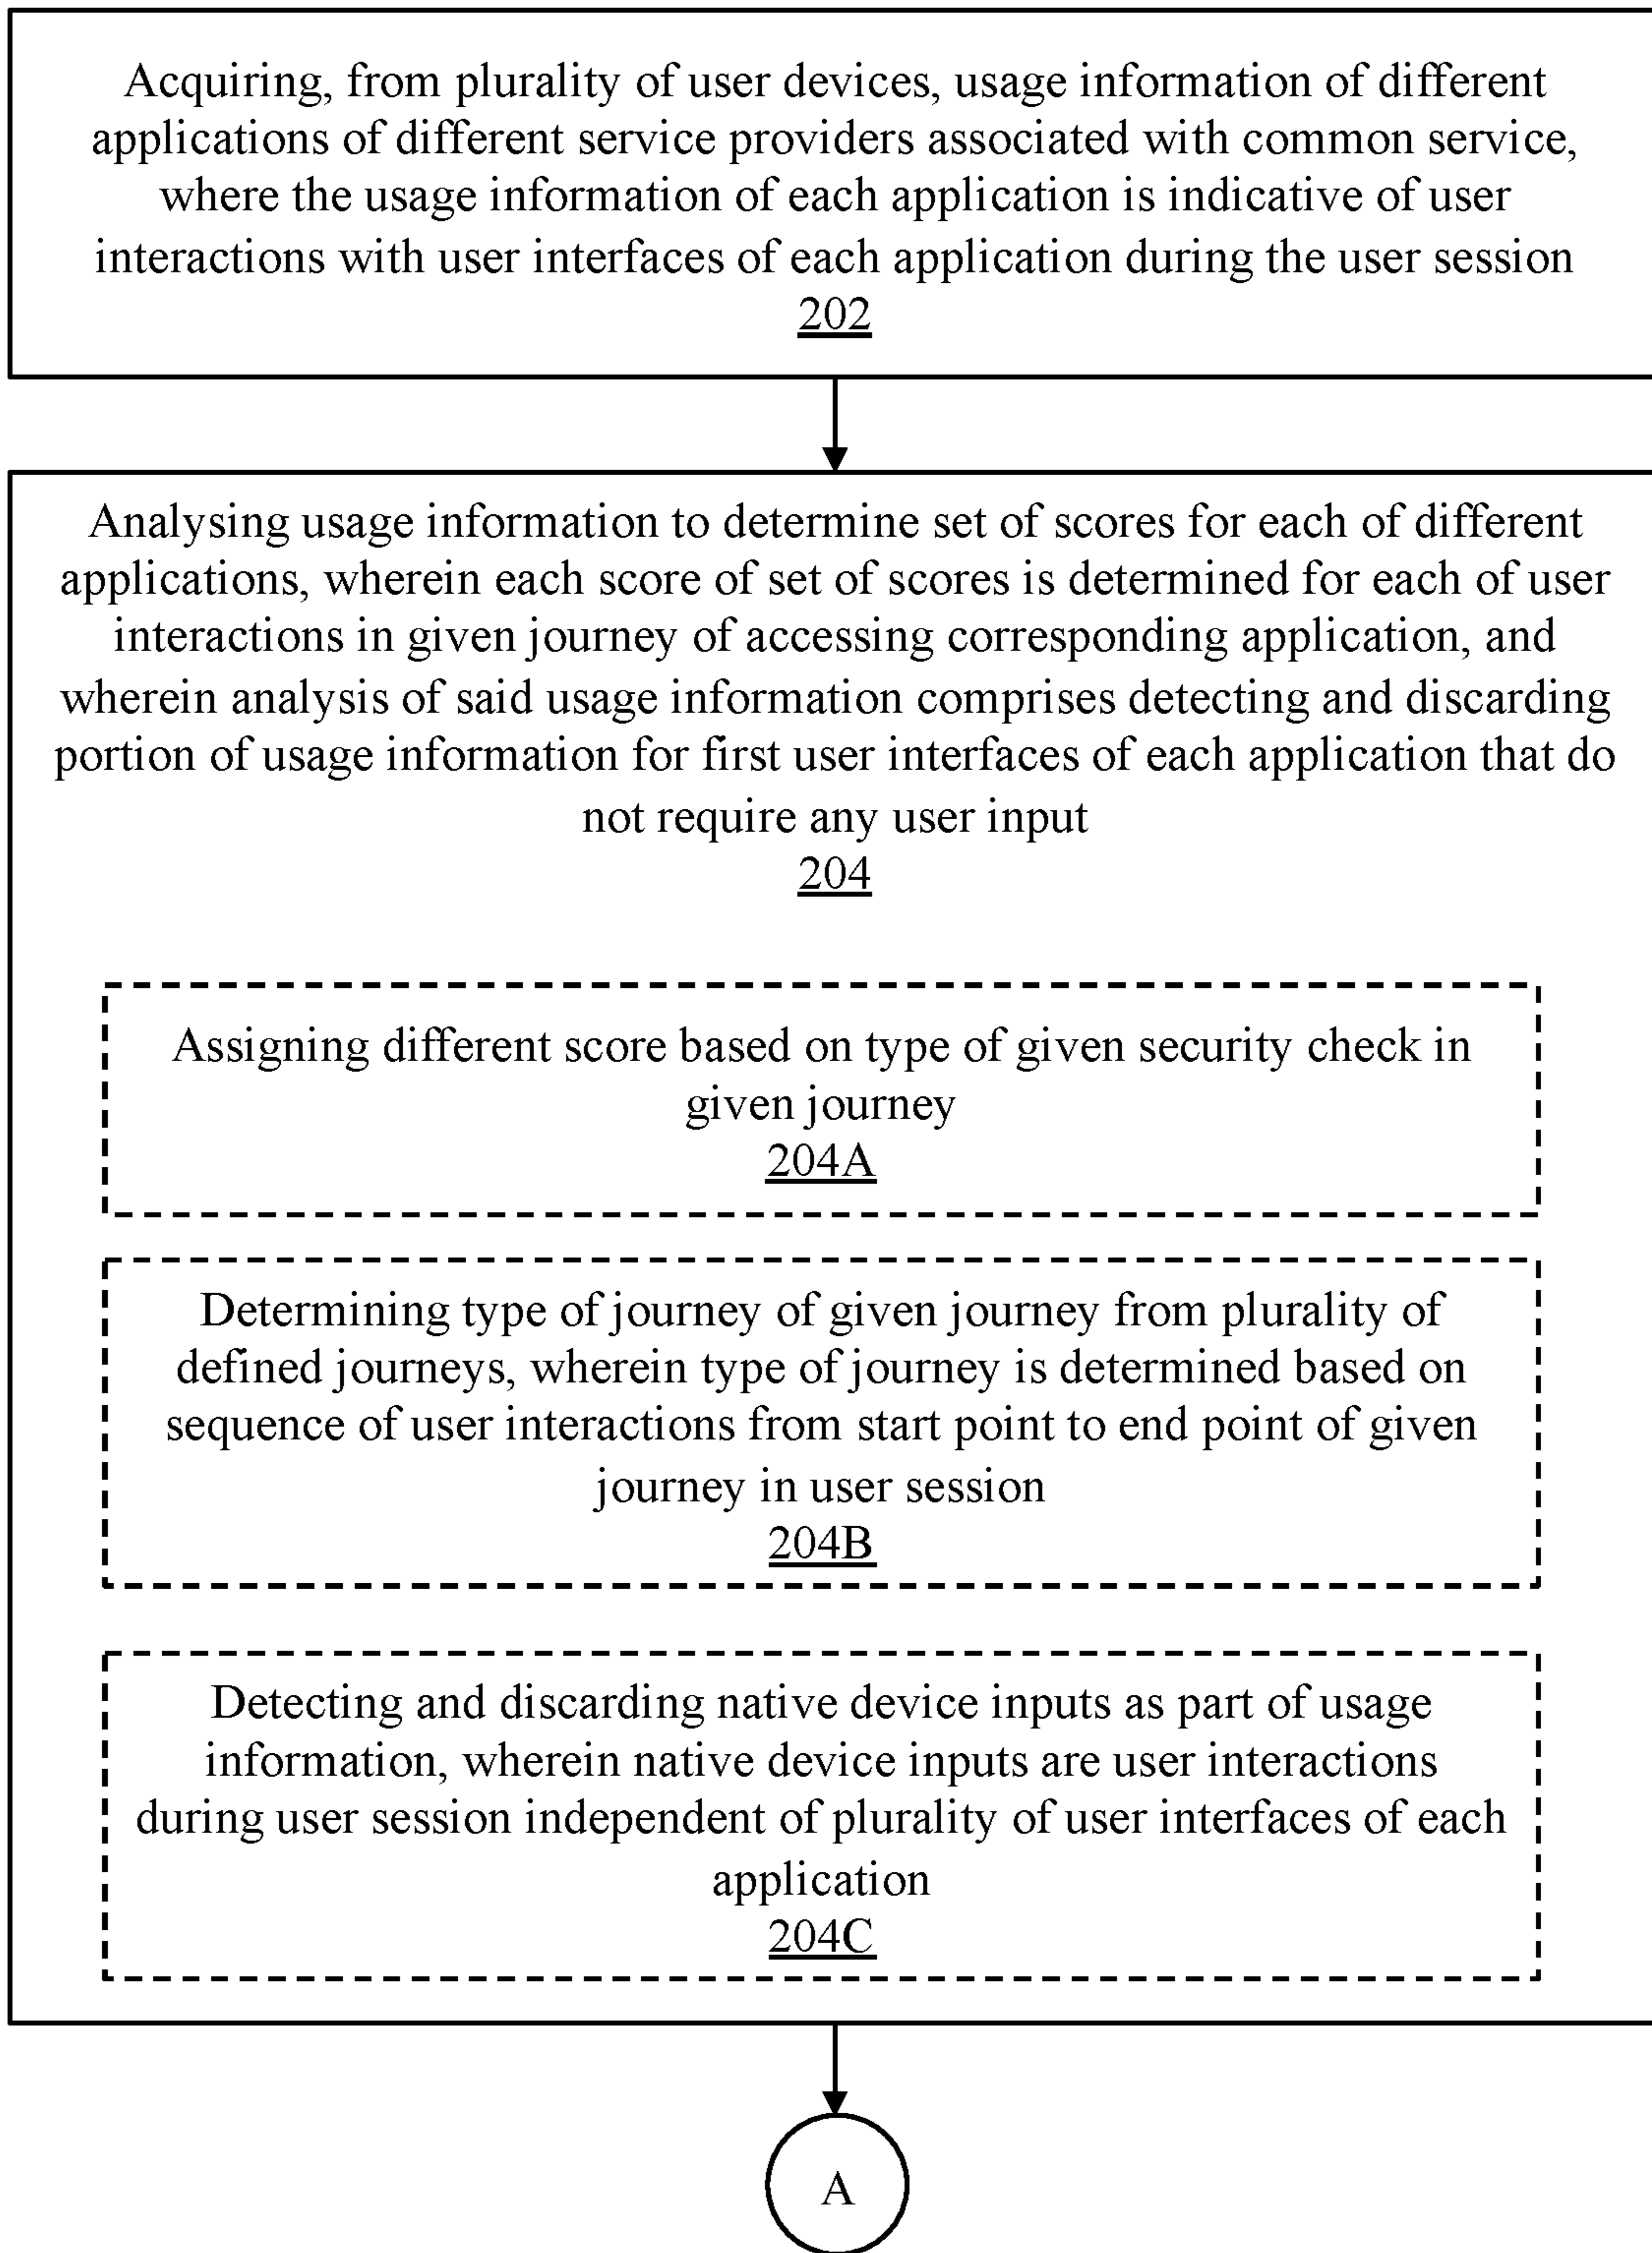 Acquiring, from plurality of user devices, usage information of different
applications of different service providers associated with common service,
where the usage information of each application is indicative of user
interactions with user interfaces of each application during the user session
202
Analysing usage information to determine set of scores for each of different
applications, wherein each score of set of scores is determined for each of user
interactions in given journey of accessing corresponding application, and
wherein analysis of said usage information comprises detecting and discarding
portion of usage information for first user interfaces of each application that do
not require any user input
204
Assigning different score based on type of given security check in
given journey
204A
Determining type of journey of given journey from plurality of
defined journeys, wherein type of journey is determined based on
sequence of user interactions from start point to end point of given
journey in user session
204B
Detecting and discarding native device inputs as part of usage
information, wherein native device inputs are user interactions
during user session independent of plurality of user interfaces of each
application
204C
A